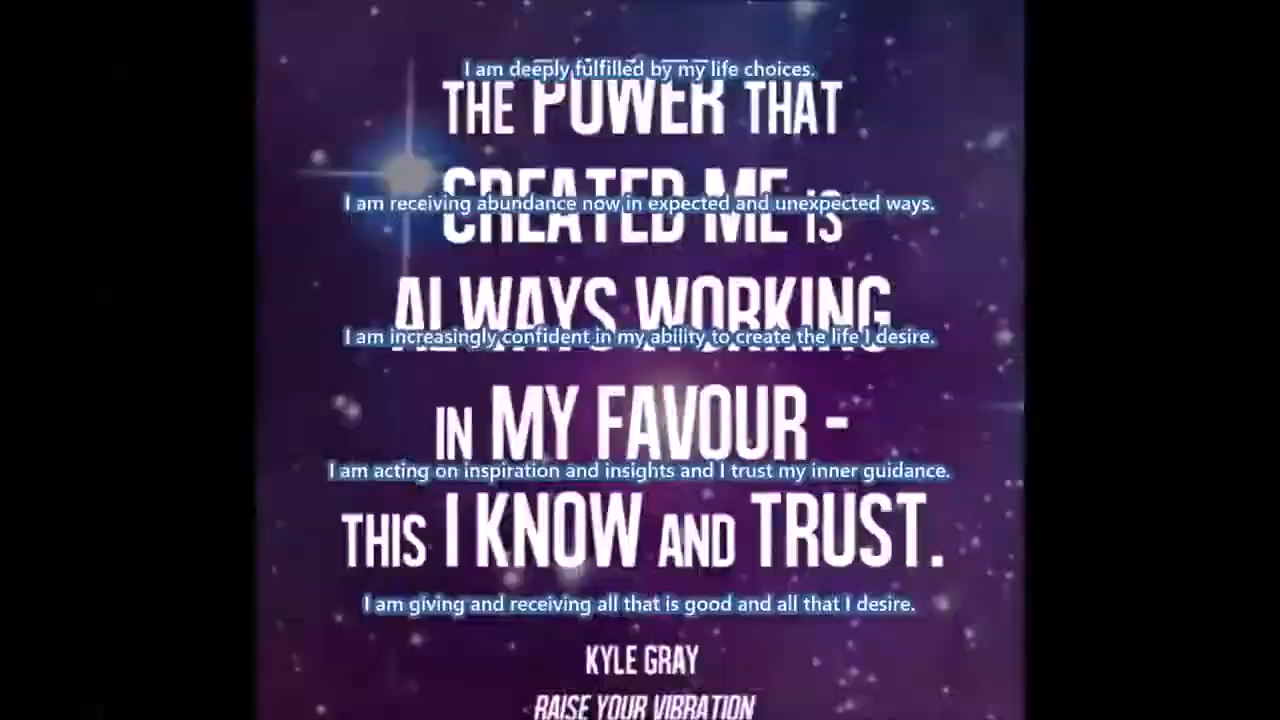 I am deeply fulfilled by my life choices.
THE POWER THAT
CREATED ME IS
I am receiving abundance now in expected and unexpected ways.
ALWAYS WORKING
I am increasingly confident in my ability to create the life I desire.
IN MY FAVOUR -
I am acting on inspiration and insights and I trust my inner guidance.
THIS I KNOW AND TRUST.
I am giving and receiving all that is good and all that I desire.
KYLE GRAY
RAISE YOUR VIBRATION